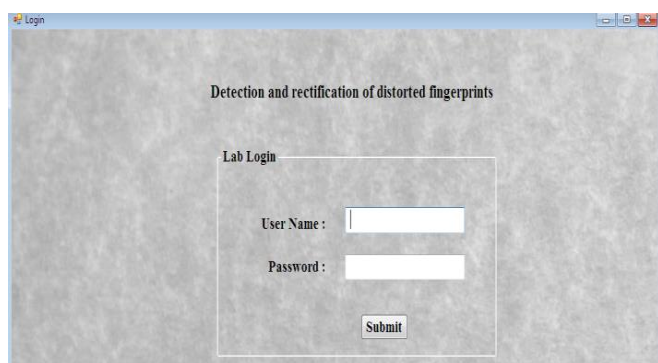 Login
Detection and rectification of distorted fingerprints
Lab Login
User Name :
Password :
Submit